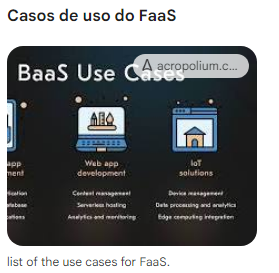 Casos de uso do FaaS
BaaS Use Cases
acropolium.c...
app
Web app
IoT
ment
development
solutions
Content management
Device management
Serverless hosting
Data processing and analytics
Analytics and monitoring
Edge computing integration
list of the use cases for FaaS.